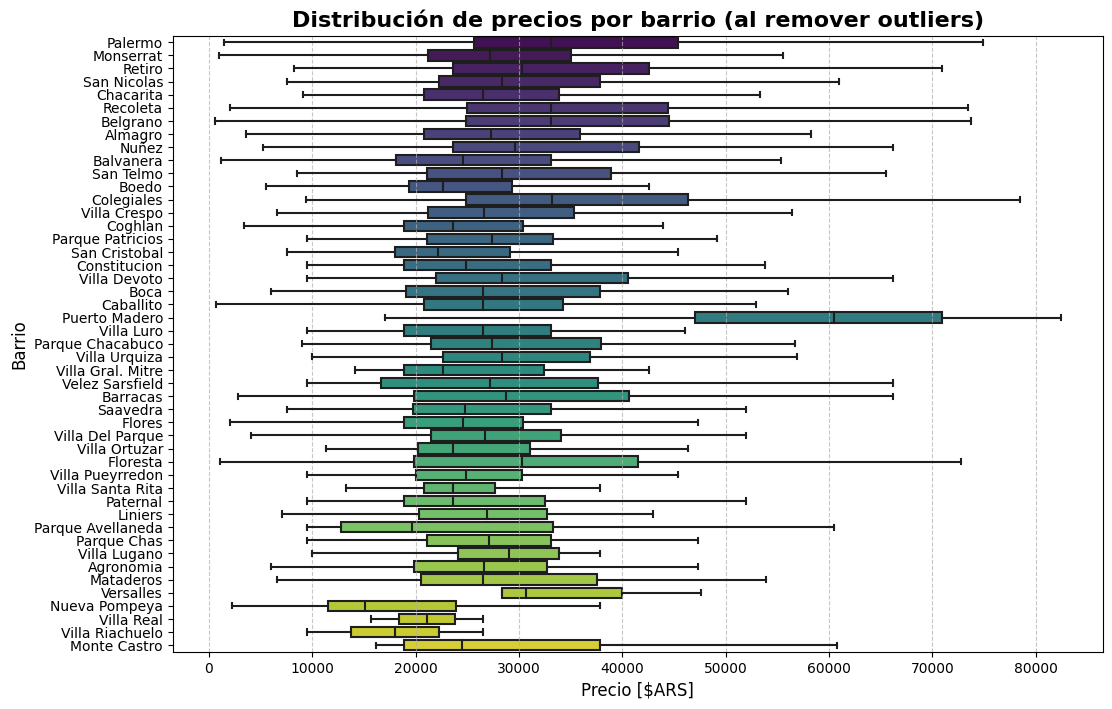 Distribución de precios por barrio (al remover outliers)
Palermo
Monserrat
Retiro
San Nicolas
Chacarita
Recoleta
Belgrano
Almagro
Nuñez
Balvanera
San Telmo
Boedo
Colegiales
Villa Crespo
Coghlan
Parque Patricios
San Cristobal
Constitucion
Villa Devoto
Boca
Caballito
Puerto Madero
Villa Luro
Parque Chacabuco
Villa Urquiza
Villa Gral. Mitre
Velez Sarsfield
Barracas
Saavedra
Flores
Villa Del Parque
Villa Ortuzar
Floresta
Villa Pueyrredon
Villa Santa Rita
Paternal
Liniers
Parque Avellaneda
Parque Chas
Villa Lugano
Agronomia
Mataderos
Versalles
Nueva Pompeya
Villa Real
Villa Riachuelo
Monte Castro
Barrio
0 10000 20000 30000 40000 50000 60000 70000 80000
Precio [$ARS]